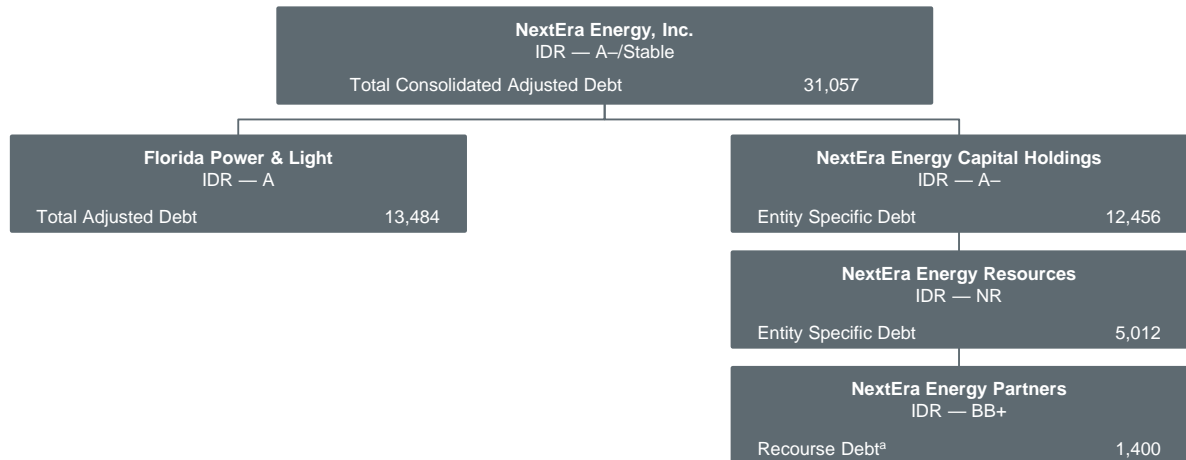 NextEra Energy, Inc.
IDR — A–/Stable
Total Consolidated Adjusted Debt 31,057
Florida Power & Light
IDR — A
Total Adjusted Debt 13,484
NextEra Energy Capital Holdings
IDR — A–
Entity Specific Debt 12,456
NextEra Energy Resources
IDR — NR
Entity Specific Debt 5,012
NextEra Energy Partners
IDR — BB+
Recourse Debtᵃ 1,400